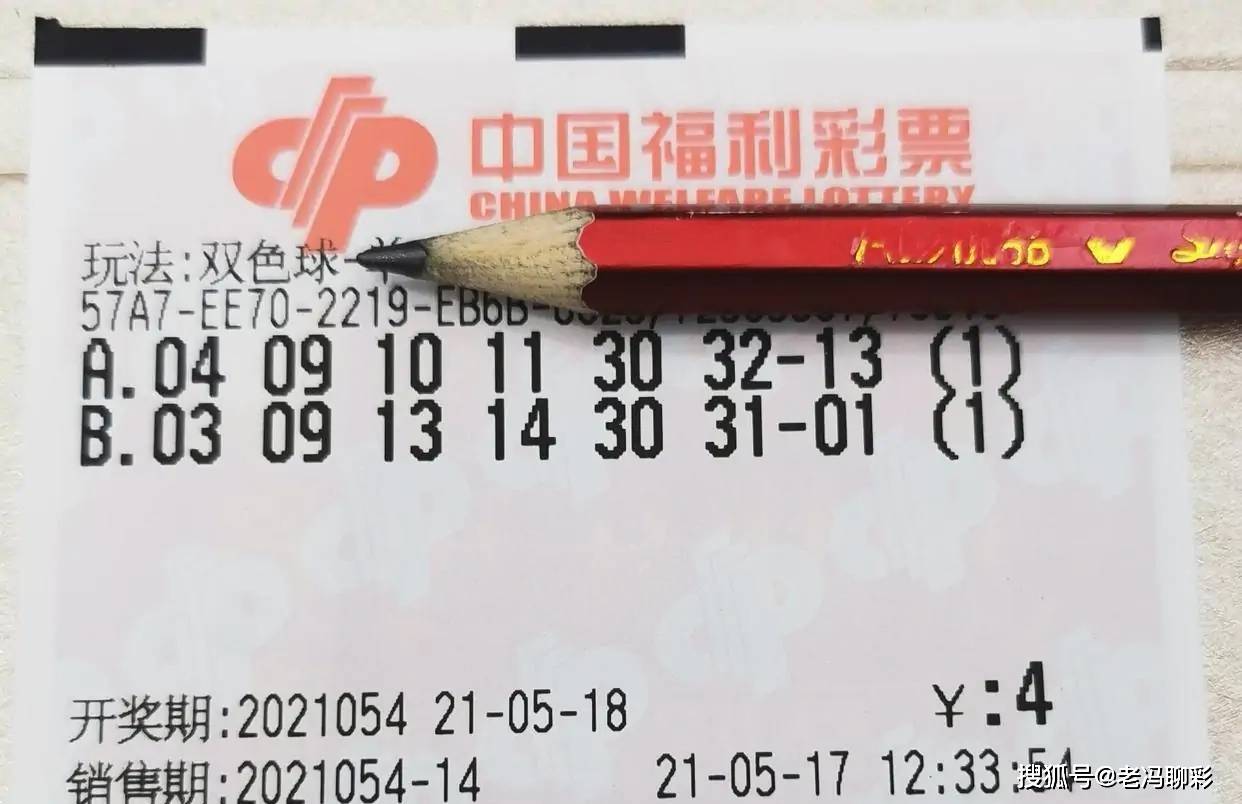 中国福利彩票
CHINA WELFARE LOTTERY
玩法:双色球-单
57A7-EE70-2219-EB6B-
A.04 09 10 11 30 32-13 (1)
B.03 09 13 14 30 31-01 (1)
¥:4
开奖期:2021054 21-05-18
销售期:2021054-14 21-05-17 12:33:54
搜狐号@老冯聊彩